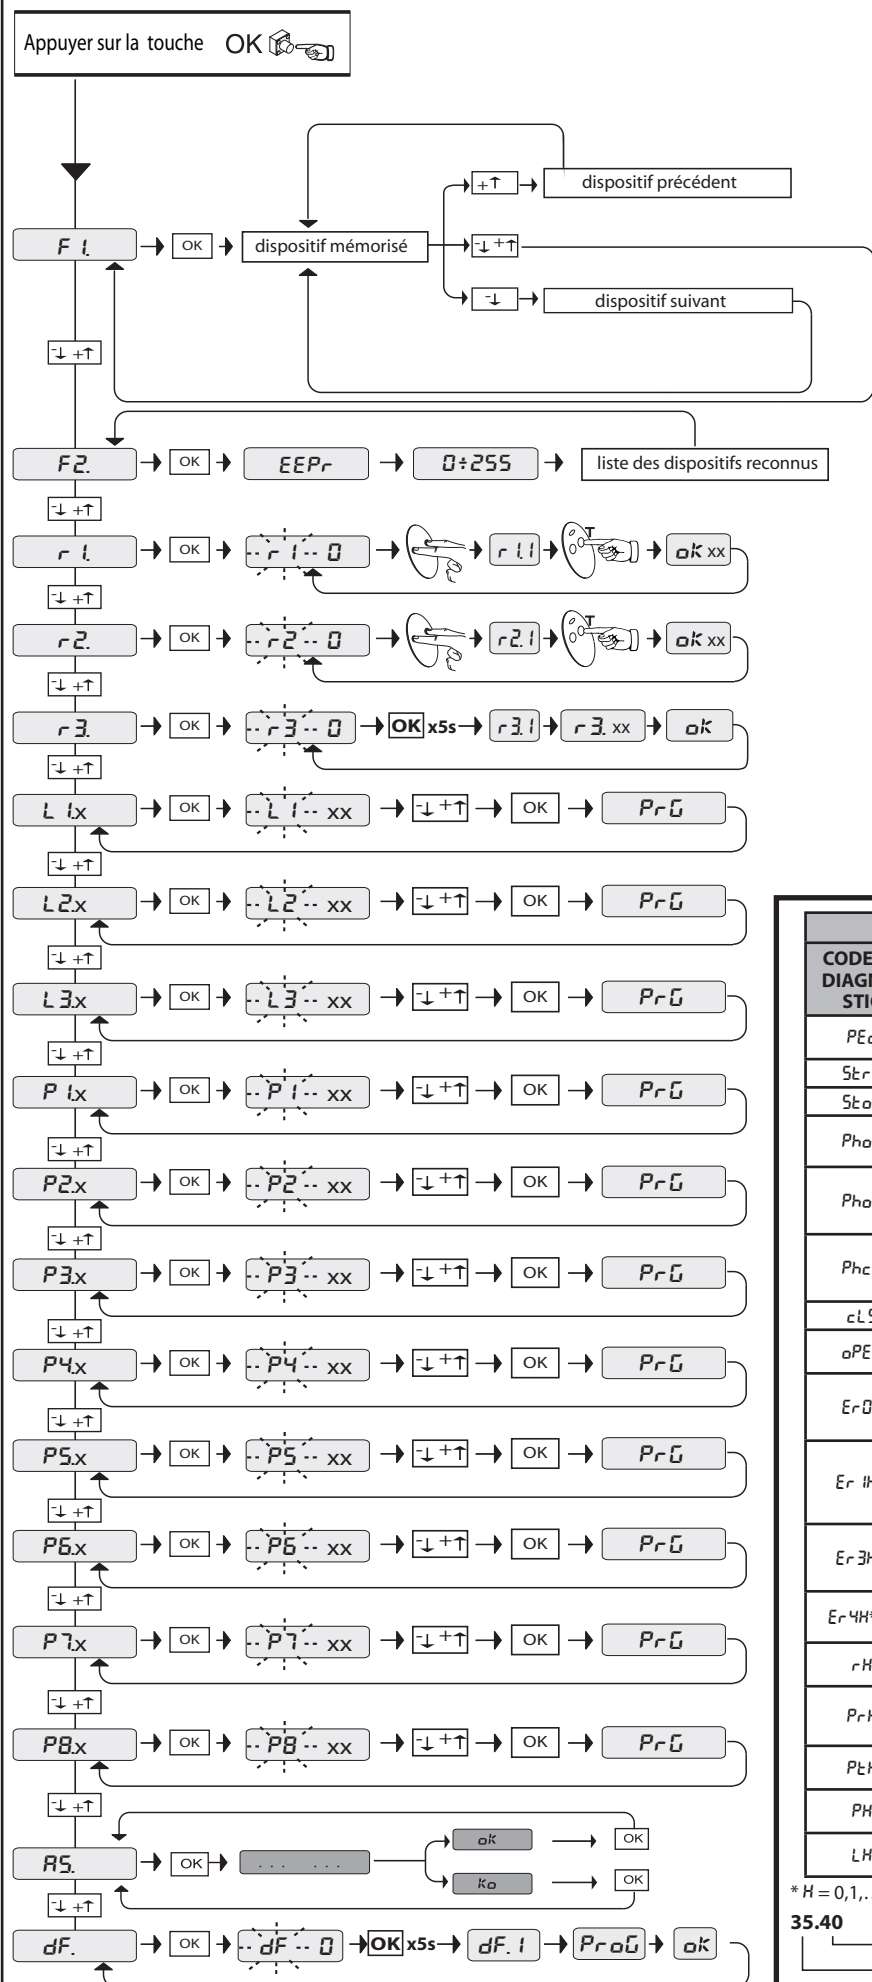 Appuyer sur la touche OK
+↑ dispositif précédent
F1. OK dispositif mémorisé -↓ +↑
-↓ dispositif suivant
-↓ +↑
F2. OK EEPr 0÷255 liste des dispositifs reconnus
-↓ +↑
r1. OK -- r1 -- 0 r1.1 T ok xx
-↓ +↑
r2. OK -- r2 -- 0 r2.1 T ok xx
-↓ +↑
r3. OK -- r3 -- 0 OK x5s r3.1 r3. xx ok
-↓ +↑
L1.x OK -- L1 -- xx -↓ +↑ OK PrG
-↓ +↑
L2.x OK -- L2 -- xx -↓ +↑ OK PrG
-↓ +↑
L3.x OK -- L3 -- xx -↓ +↑ OK PrG
-↓ +↑
P1.x OK -- P1 -- xx -↓ +↑ OK PrG
-↓ +↑
P2.x OK -- P2 -- xx -↓ +↑ OK PrG
-↓ +↑
P3.x OK -- P3 -- xx -↓ +↑ OK PrG
-↓ +↑
P4.x OK -- P4 -- xx -↓ +↑ OK PrG
-↓ +↑
P5.x OK -- P5 -- xx -↓ +↑ OK PrG
-↓ +↑
P6.x OK -- P6 -- xx -↓ +↑ OK PrG
-↓ +↑
P7.x OK -- P7 -- xx -↓ +↑ OK PrG
-↓ +↑
P8.x OK -- P8 -- xx -↓ +↑ OK PrG
-↓ +↑
ok OK
AS. OK ... ...
Ko OK
-↓ +↑
dF. OK -- dF -- 0 OK x5s dF.1 ProG ok
CODE
DIAGN
STIC
PEd
Str
Sto
Pho
Pho
Phc
cLS
oPE
Er0
Er1H
Er3H
Er4H*
rH
PrH
PtH
PH
LH
* H = 0,1,..
35.40